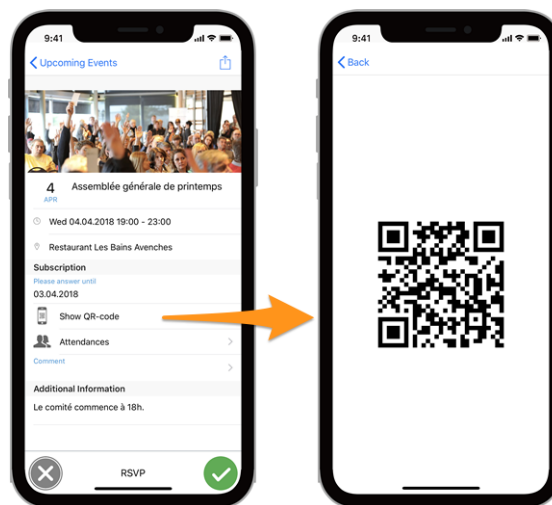 9:41
Upcoming Events
4
APR
Assemblée générale de printemps
Wed 04.04.2018 19:00 - 23:00
Restaurant Les Bains Avenches
Subscription
Please answer until
03.04.2018
Show QR-code
Attendances
Comment
Additional Information
Le comité commence à 18h.
RSVP
9:41
Back